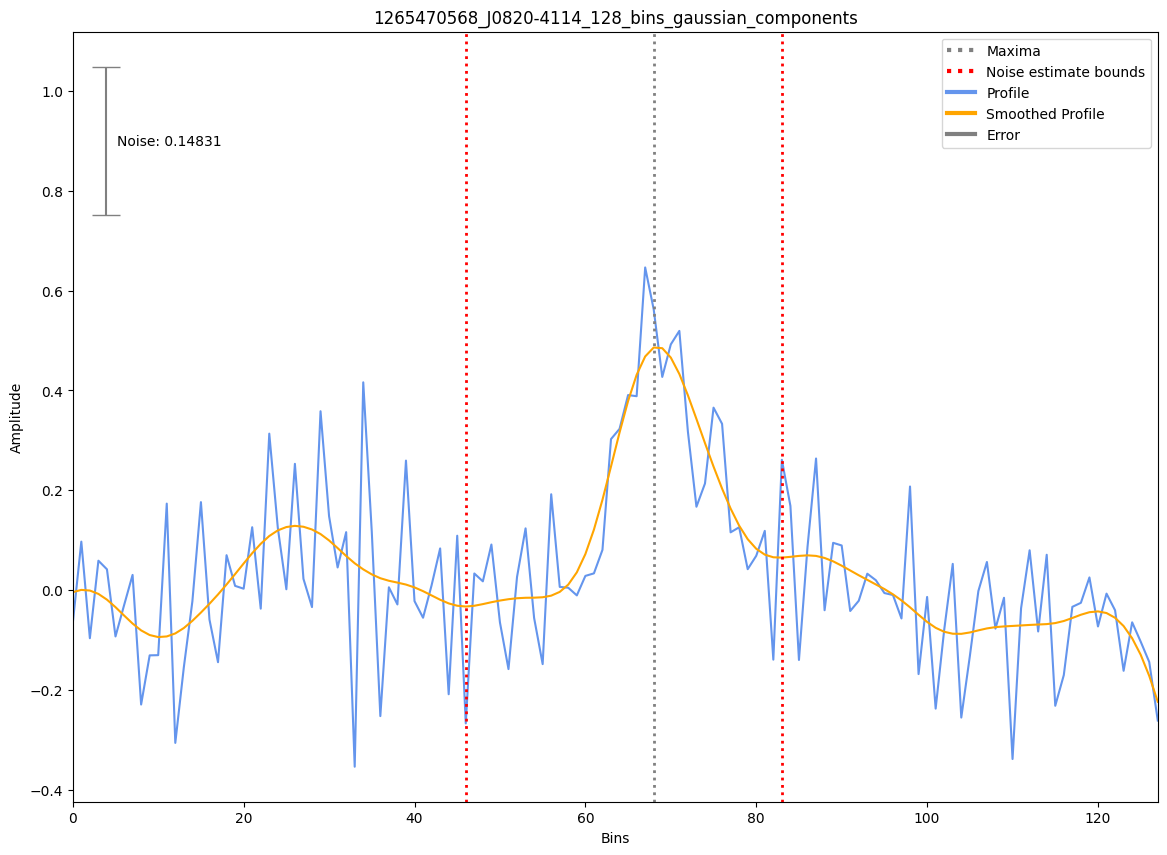 1265470568_J0820-4114_128_bins_gaussian_components
Maxima
Noise estimate bounds
Profile
Smoothed Profile
Error
Noise: 0.14831
1.0
0.8
0.6
0.4
0.2
0.0
−0.2
−0.4
Amplitude
0 20 40 60 80 100 120
Bins